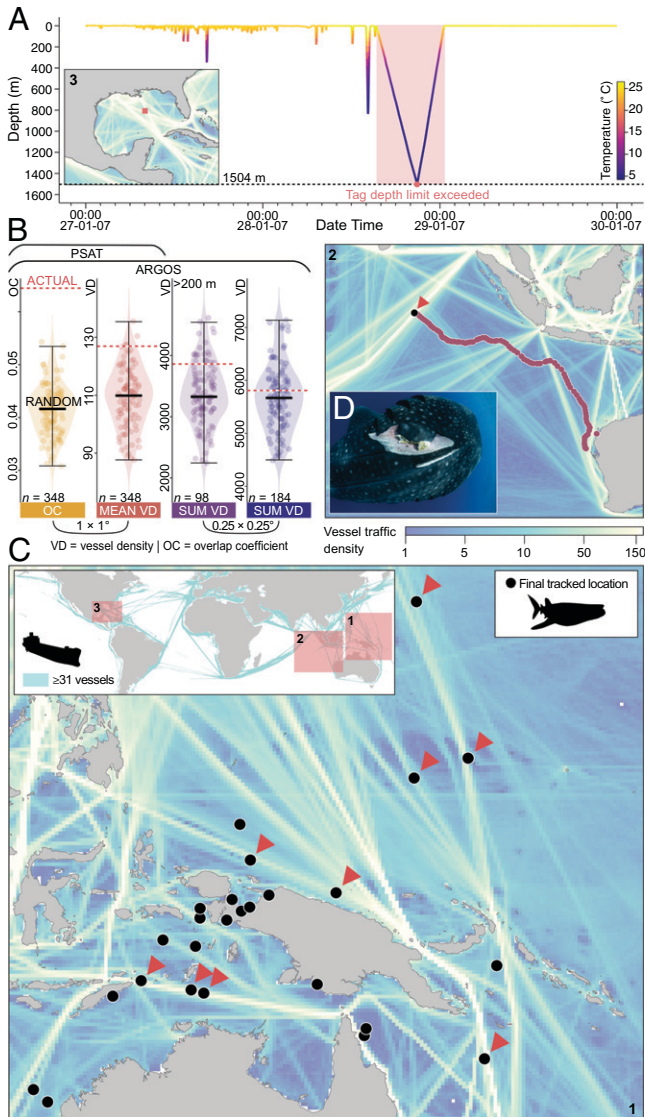 A
Depth (m)
0
200
400
600
800
1000
1200
1400
1600
3
1504 m
Tag depth limit exceeded
Temperature (°C)
25
20
15
10
5
00:00
27-01-07
00:00
28-01-07
Date Time
00:00
29-01-07
00:00
30-01-07
B
PSAT
ARGOS
OC
ACTUAL
VD
VD
>200 m
VD
0.05
0.04
0.03
130
110
90
4000
3000
2000
7000
6000
5000
4000
RANDOM
n = 348
n = 348
n = 98
n = 184
OC
MEAN VD
SUM VD
SUM VD
1 × 1°
0.25 × 0.25°
VD = vessel density | OC = overlap coefficient
2
D
Vessel traffic
density
1
5
10
50
150
C
3
2
1
≥31 vessels
Final tracked location
1